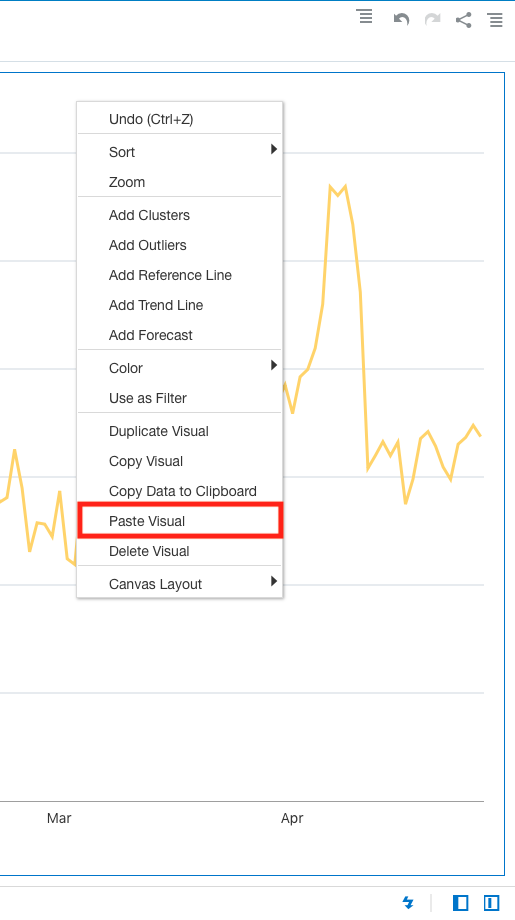 Undo (Ctrl+Z)
Sort
Zoom
Add Clusters
Add Outliers
Add Reference Line
Add Trend Line
Add Forecast
Color
Use as Filter
Duplicate Visual
Copy Visual
Copy Data to Clipboard
Paste Visual
Delete Visual
Canvas Layout
Mar
Apr